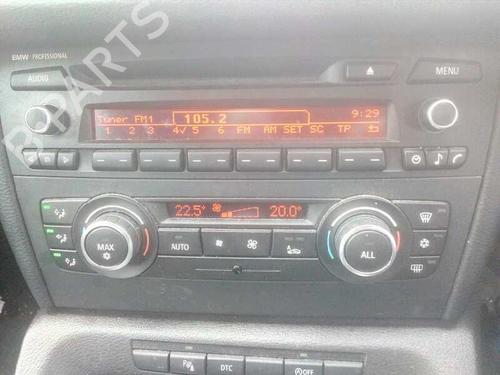 B-PARTS
BMW PROFESSIONAL
AUDIO
MENU
Tuner FM1 105.2 9:29
1 2 3 4✓ 5 6 FM AM SET SC TP
22.5° 20.0°
MAX
AUTO
ALL
DTC
OFF